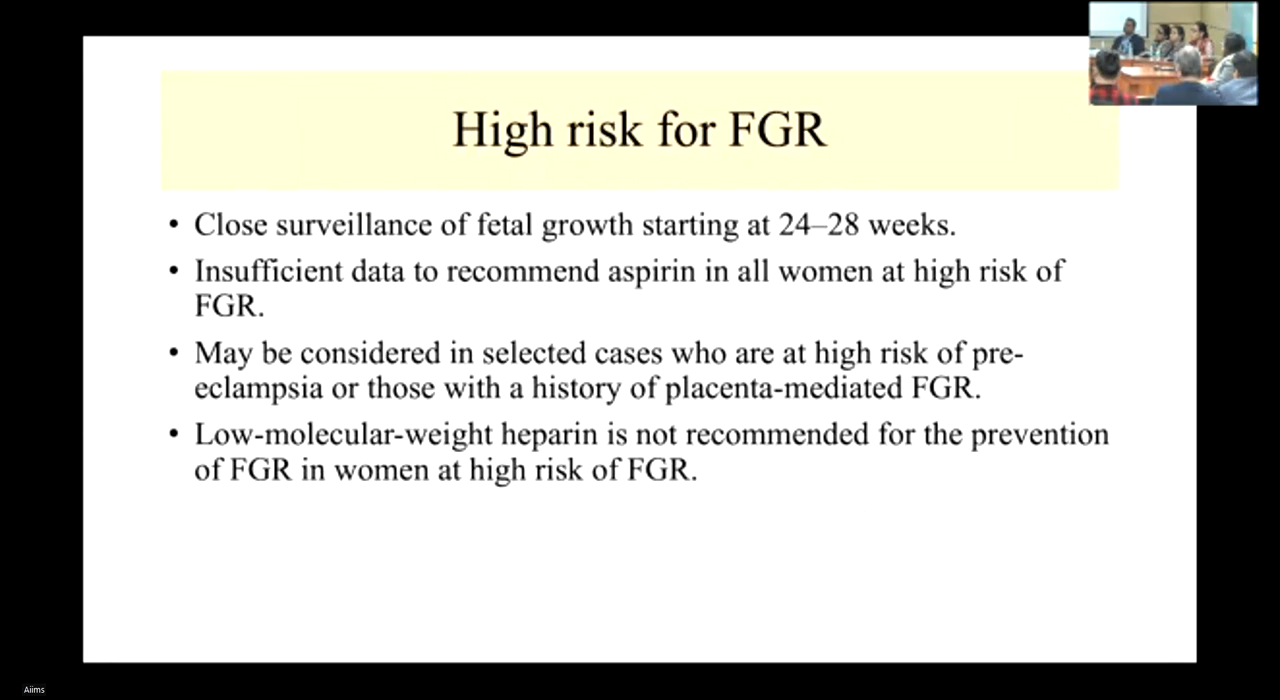 High risk for FGR
• Close surveillance of fetal growth starting at 24–28 weeks.
• Insufficient data to recommend aspirin in all women at high risk of
FGR.
• May be considered in selected cases who are at high risk of pre-
eclampsia or those with a history of placenta-mediated FGR.
• Low-molecular-weight heparin is not recommended for the prevention
of FGR in women at high risk of FGR.
Aiims